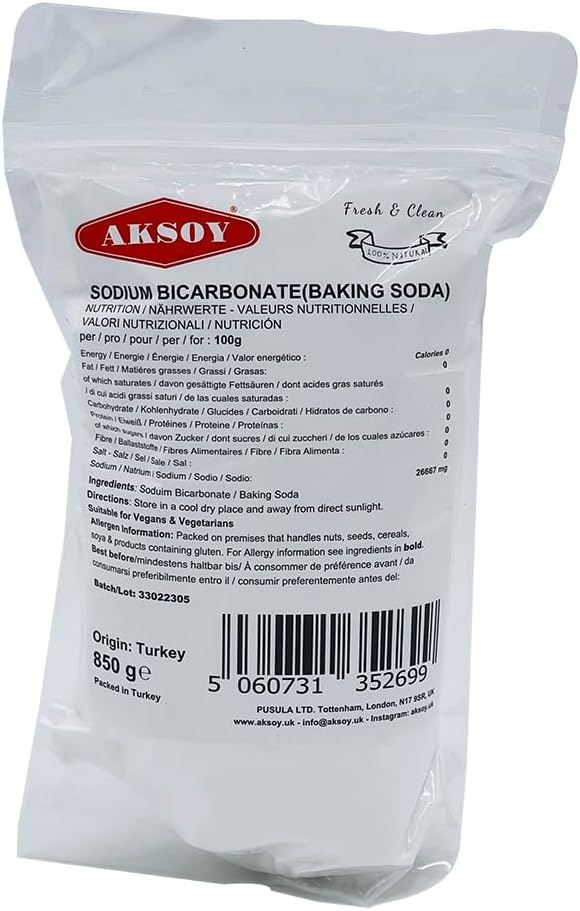 AKSOY®
Fresh & Clean
100% NATURAL
SODIUM BICARBONATE(BAKING SODA)
NUTRITION / NÄHRWERTE - VALEURS NUTRITIONNELLES /
VALORI NUTRIZIONALI / NUTRICIÓN
per / pro / pour / per / for : 100g
Energy / Energie / Énergie / Energia / Valor energético : Calories 0
Fat / Fett / Matières grasses / Grassi / Grasas: 0
of which saturates / davon gesättigte Fettsäuren / dont acides gras saturés
/ di cui acidi grassi saturi / de las cuales saturadas : 0
Carbohydrate / Kohlenhydrate / Glucides / Carboidrati / Hidratos de carbono : 0
Protein / Eiweiß / Protéines / Proteine / Proteínas : 0
of which sugars / davon Zucker / dont sucres / di cui zuccheri / de los cuales azúcares : 0
Fibre / Ballaststoffe / Fibres Alimentaires / Fibre / Fibra Alimenta : 0
Salt - Salz / Sel / Sale / Sal : 0
Sodium / Natrium / Sodium / Sodio / Sodio: 26667 mg
Ingredients: Soduim Bicarbonate / Baking Soda
Directions: Store in a cool dry place and away from direct sunlight.
Suitable for Vegans & Vegetarians
Allergen Information: Packed on premises that handles nuts, seeds, cereals,
soya & products containing gluten. For Allergy information see ingredients in bold.
Best before/mindestens haltbar bis/ À consommer de préférence avant / da
consumarsi preferibilmente entro il / consumir preferentemente antes del:
Batch/Lot: 33022305
Origin: Turkey
850 g℮
Packed in Turkey
5 060731 352699
PUSULA LTD. Tottenham, London, N17 9SR, UK
www.aksoy.uk - info@aksoy.uk - Instagram: aksoy.uk